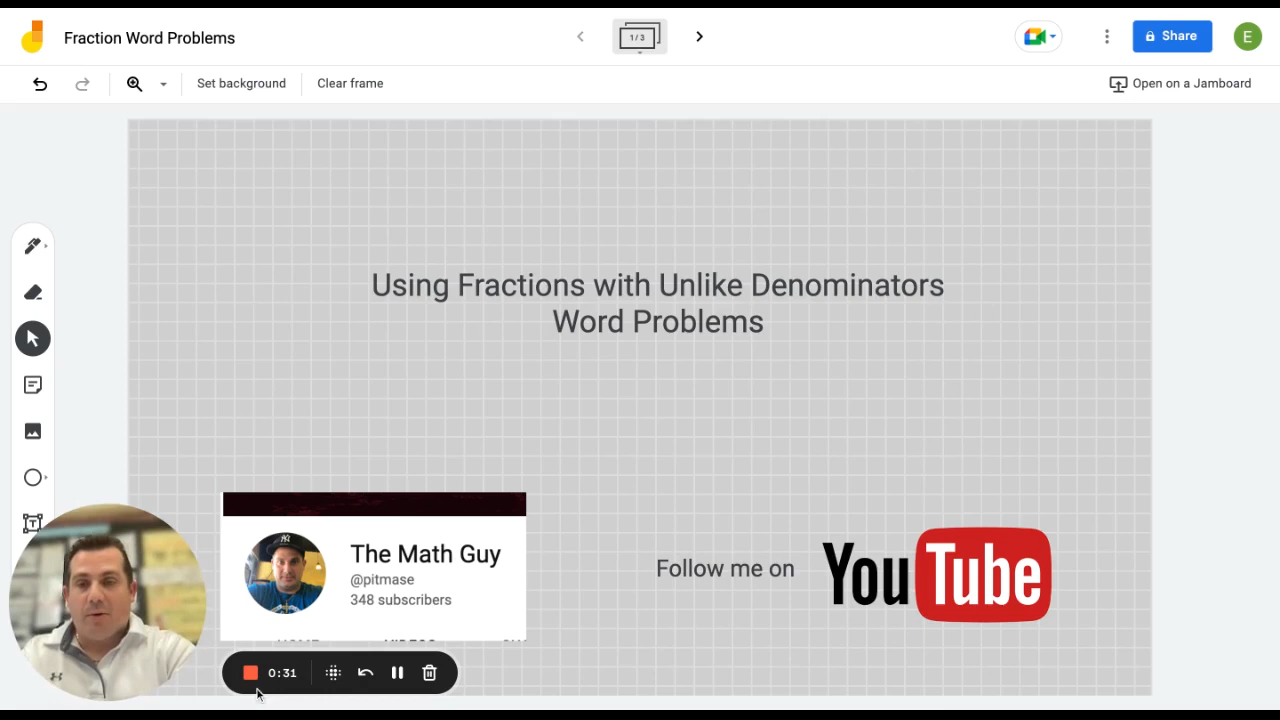 Fraction Word Problems
1 / 3
Share
E
Set background
Clear frame
Open on a Jamboard
Using Fractions with Unlike Denominators
Word Problems
The Math Guy
@pitmase
348 subscribers
Follow me on
YouTube
0:31